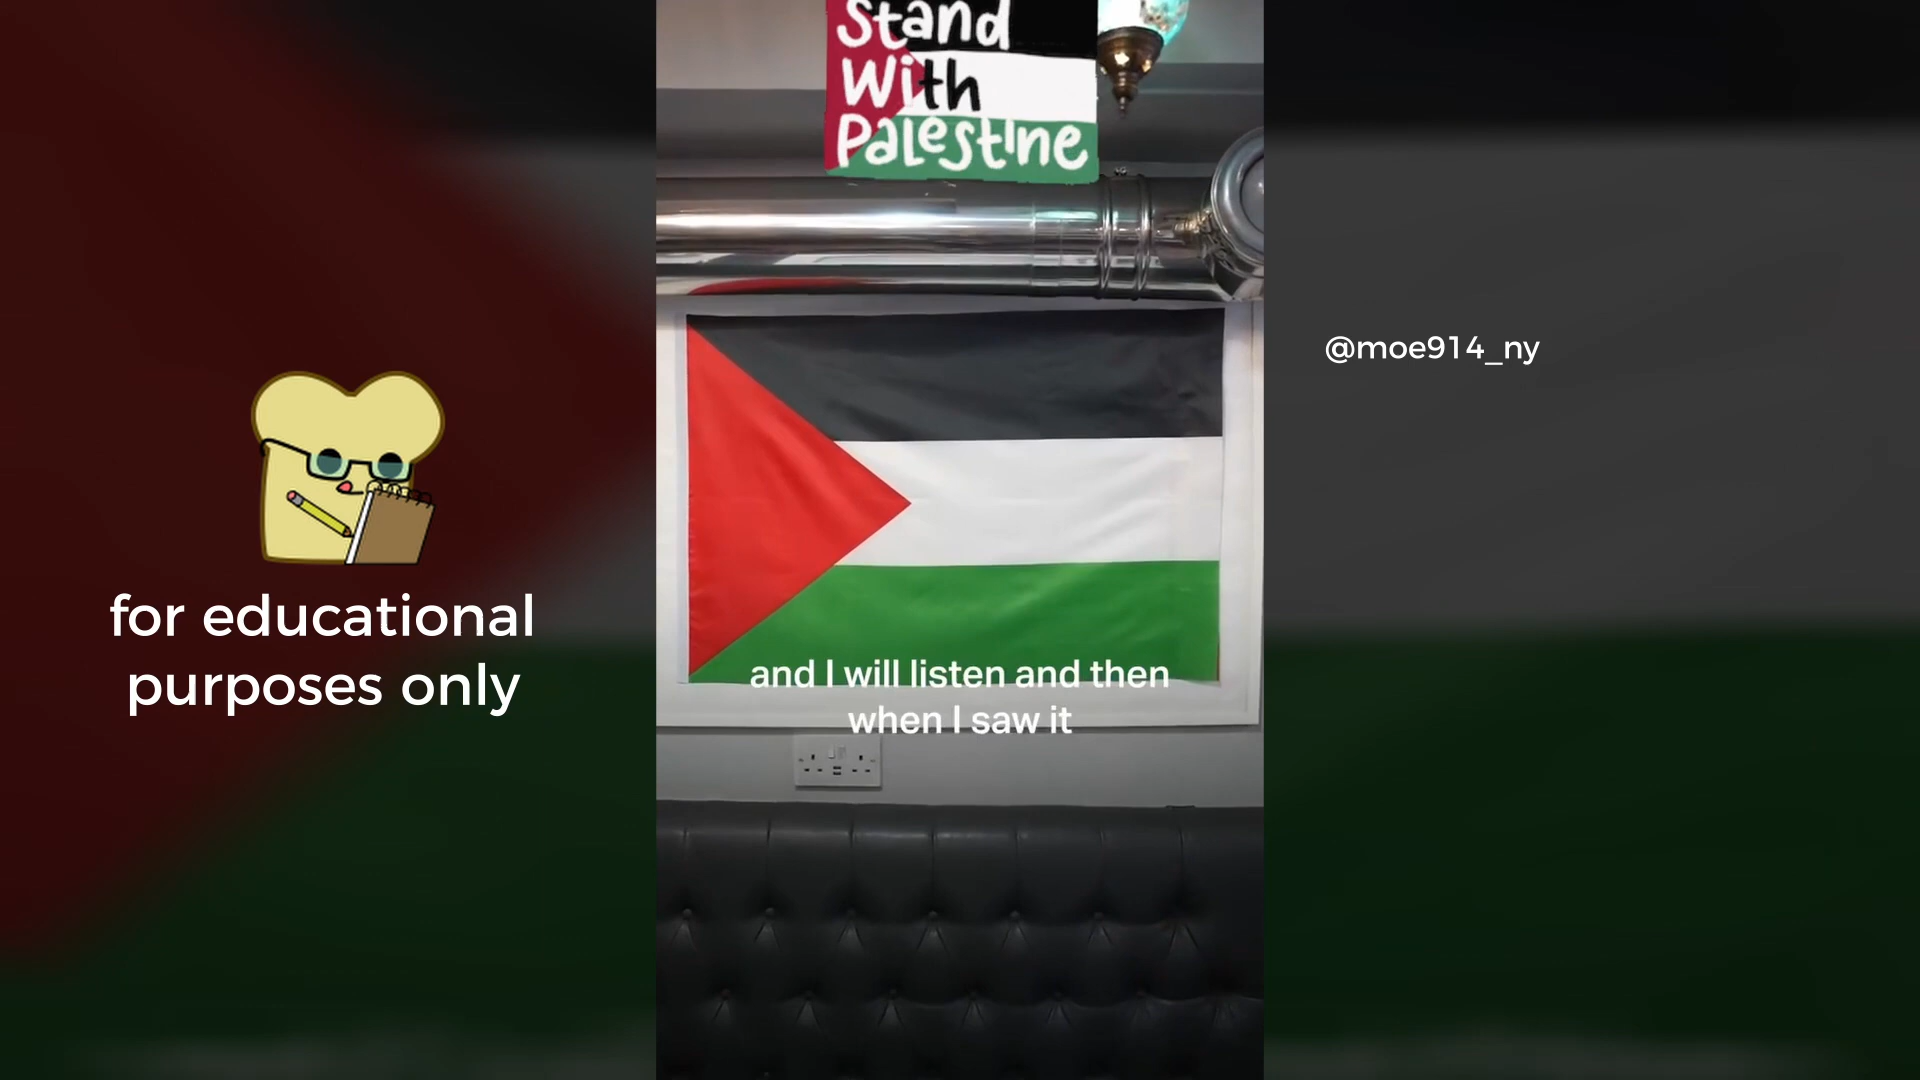 Stand
With
Palestine
@moe914_ny
for educational
purposes only
and I will listen and then
when I saw it